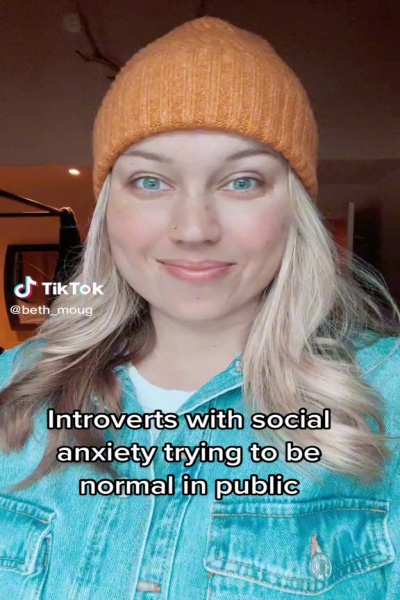 TikTok
@beth_moug
Introverts with social
anxiety trying to be
normal in public